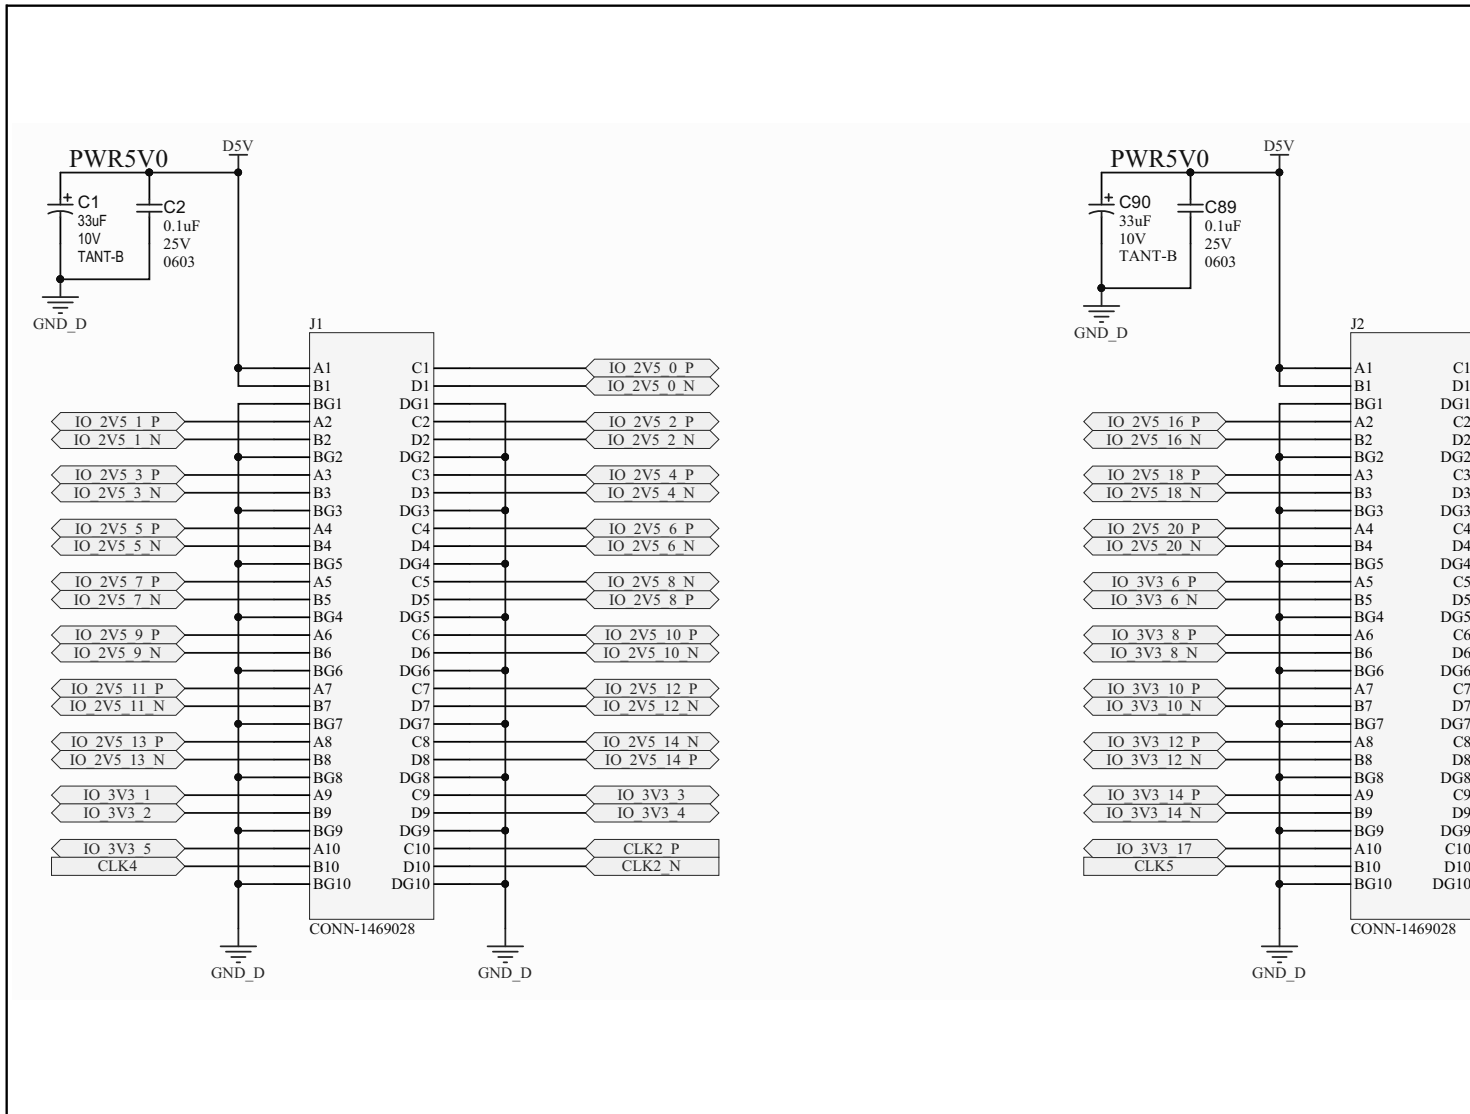 D5V
PWR5V0
+
C1
33uF
10V
TANT-B
C2
0.1uF
25V
0603
GND_D
J1
A1 C1 IO_2V5_0_P
B1 D1 IO_2V5_0_N
BG1 DG1
IO_2V5_1_P A2 C2 IO_2V5_2_P
IO_2V5_1_N B2 D2 IO_2V5_2_N
BG2 DG2
IO_2V5_3_P A3 C3 IO_2V5_4_P
IO_2V5_3_N B3 D3 IO_2V5_4_N
BG3 DG3
IO_2V5_5_P A4 C4 IO_2V5_6_P
IO_2V5_5_N B4 D4 IO_2V5_6_N
BG5 DG4
IO_2V5_7_P A5 C5 IO_2V5_8_N
IO_2V5_7_N B5 D5 IO_2V5_8_P
BG4 DG5
IO_2V5_9_P A6 C6 IO_2V5_10_P
IO_2V5_9_N B6 D6 IO_2V5_10_N
BG6 DG6
IO_2V5_11_P A7 C7 IO_2V5_12_P
IO_2V5_11_N B7 D7 IO_2V5_12_N
BG7 DG7
IO_2V5_13_P A8 C8 IO_2V5_14_N
IO_2V5_13_N B8 D8 IO_2V5_14_P
BG8 DG8
IO_3V3_1 A9 C9 IO_3V3_3
IO_3V3_2 B9 D9 IO_3V3_4
BG9 DG9
IO_3V3_5 A10 C10 CLK2_P
CLK4 B10 D10 CLK2_N
BG10 DG10
CONN-1469028
GND_D GND_D
D5V
PWR5V0
+
C90
33uF
10V
TANT-B
C89
0.1uF
25V
0603
GND_D
J2
A1 C1
B1 D1
BG1 DG1
IO_2V5_16_P A2 C2
IO_2V5_16_N B2 D2
BG2 DG2
IO_2V5_18_P A3 C3
IO_2V5_18_N B3 D3
BG3 DG3
IO_2V5_20_P A4 C4
IO_2V5_20_N B4 D4
BG5 DG4
IO_3V3_6_P A5 C5
IO_3V3_6_N B5 D5
BG4 DG5
IO_3V3_8_P A6 C6
IO_3V3_8_N B6 D6
BG6 DG6
IO_3V3_10_P A7 C7
IO_3V3_10_N B7 D7
BG7 DG7
IO_3V3_12_P A8 C8
IO_3V3_12_N B8 D8
BG8 DG8
IO_3V3_14_P A9 C9
IO_3V3_14_N B9 D9
BG9 DG9
IO_3V3_17 A10 C10
CLK5 B10 D10
BG10 DG10
CONN-1469028
GND_D